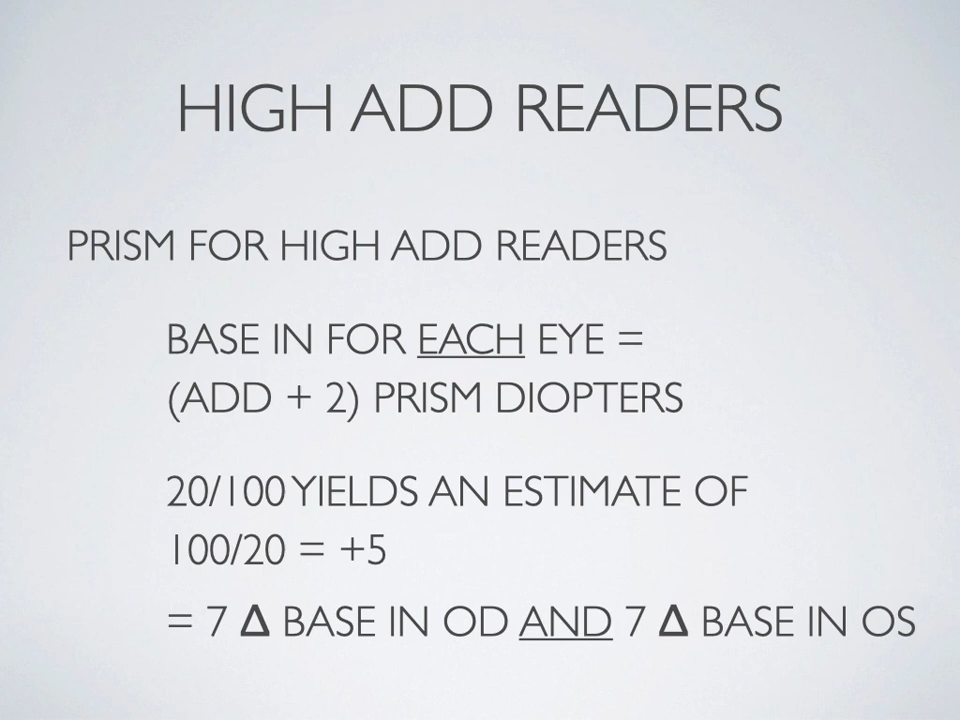 HIGH ADD READERS
PRISM FOR HIGH ADD READERS
BASE IN FOR EACH EYE =
(ADD + 2) PRISM DIOPTERS
20/100 YIELDS AN ESTIMATE OF
100/20 = +5
= 7 Δ BASE IN OD AND 7 Δ BASE IN OS